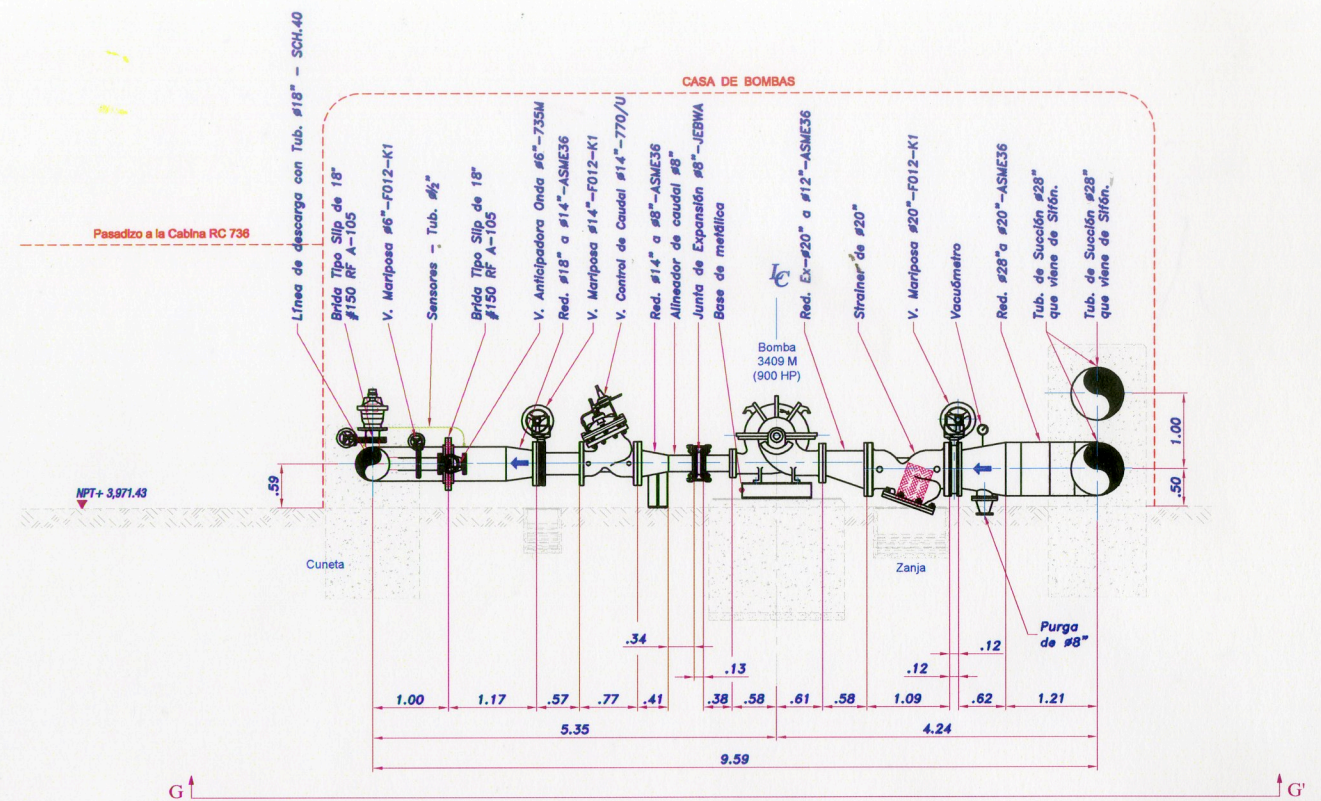 CASA DE BOMBAS
Pasadizo a la Cabina RC 736
Línea de descarga con Tub. ø18" - SCH.40
Brida Tipo Slip de 18"
#150 RF A-105
V. Mariposa ø6"-F012-K1
Sensores - Tub. ø½"
Brida Tipo Slip de 18"
#150 RF A-105
V. Anticipadora Onda ø6"-735M
Red. ø18" a ø14"-ASME36
V. Mariposa ø14"-F012-K1
V. Control de Caudal ø14"-770/U
Red. ø14" a ø8"-ASME36
Alineador de caudal ø8"
Junta de Expansión ø8"-JEBWA
Base de metálica
LC
Bomba
3409 M
(900 HP)
Red. Ex-ø20" a ø12"-ASME36
Strainer de ø20"
V. Mariposa ø20"-F012-K1
Vacuómetro
Red. ø28"a ø20"-ASME36
Tub. de Succión ø28"
que viene de Sifón.
Tub. de Succión ø28"
que viene de Sifón.
1.00
.50
.59
NPT+ 3,971.43
Cuneta
Zanja
Purga
de ø8"
.34
.13
.12
.12
1.00
1.17
.57
.77
.41
.38
.58
.61
.58
1.09
.62
1.21
5.35
4.24
9.59
G
G'